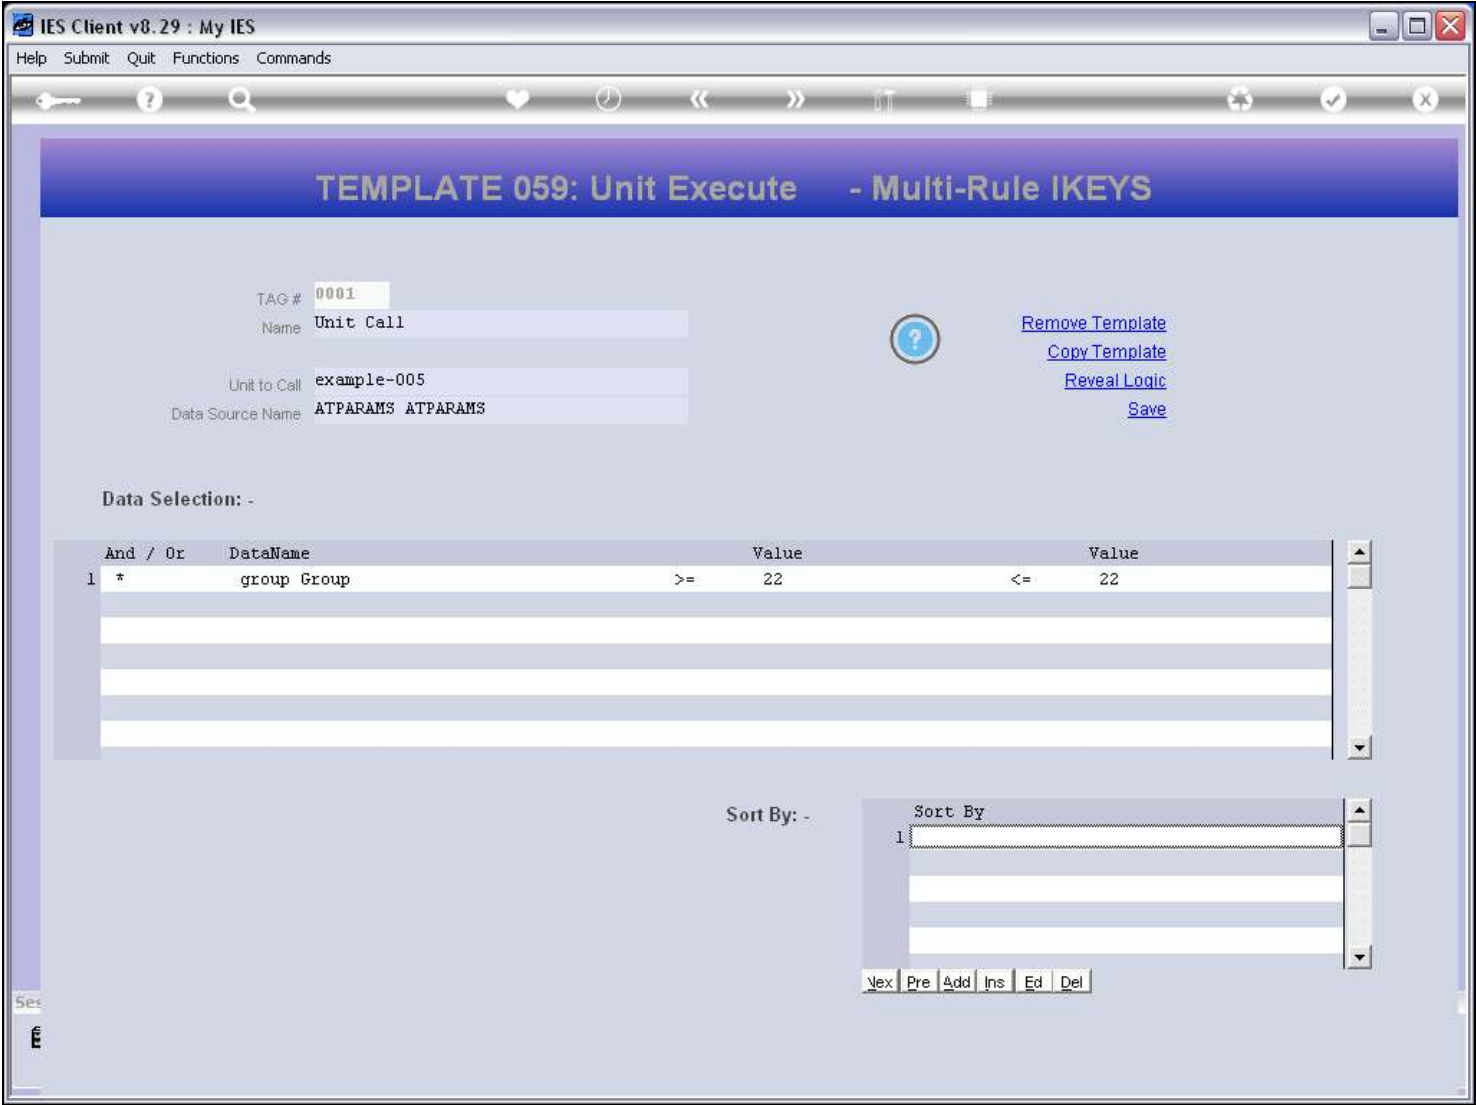 IES Client v8.29 : My IES
Help Submit Quit Functions Commands
TEMPLATE 059: Unit Execute - Multi-Rule IKEYS
TAG # 0001
Name Unit Call
Remove Template
Copy Template
Unit to Call example-005
Reveal Logic
Data Source Name ATPARAMS ATPARAMS
Save
Data Selection: -
And / Or DataName Value Value
1 * group Group >= 22 <= 22
Sort By: -
Sort By
1
Nex Pre Add Ins Ed Del
Ses